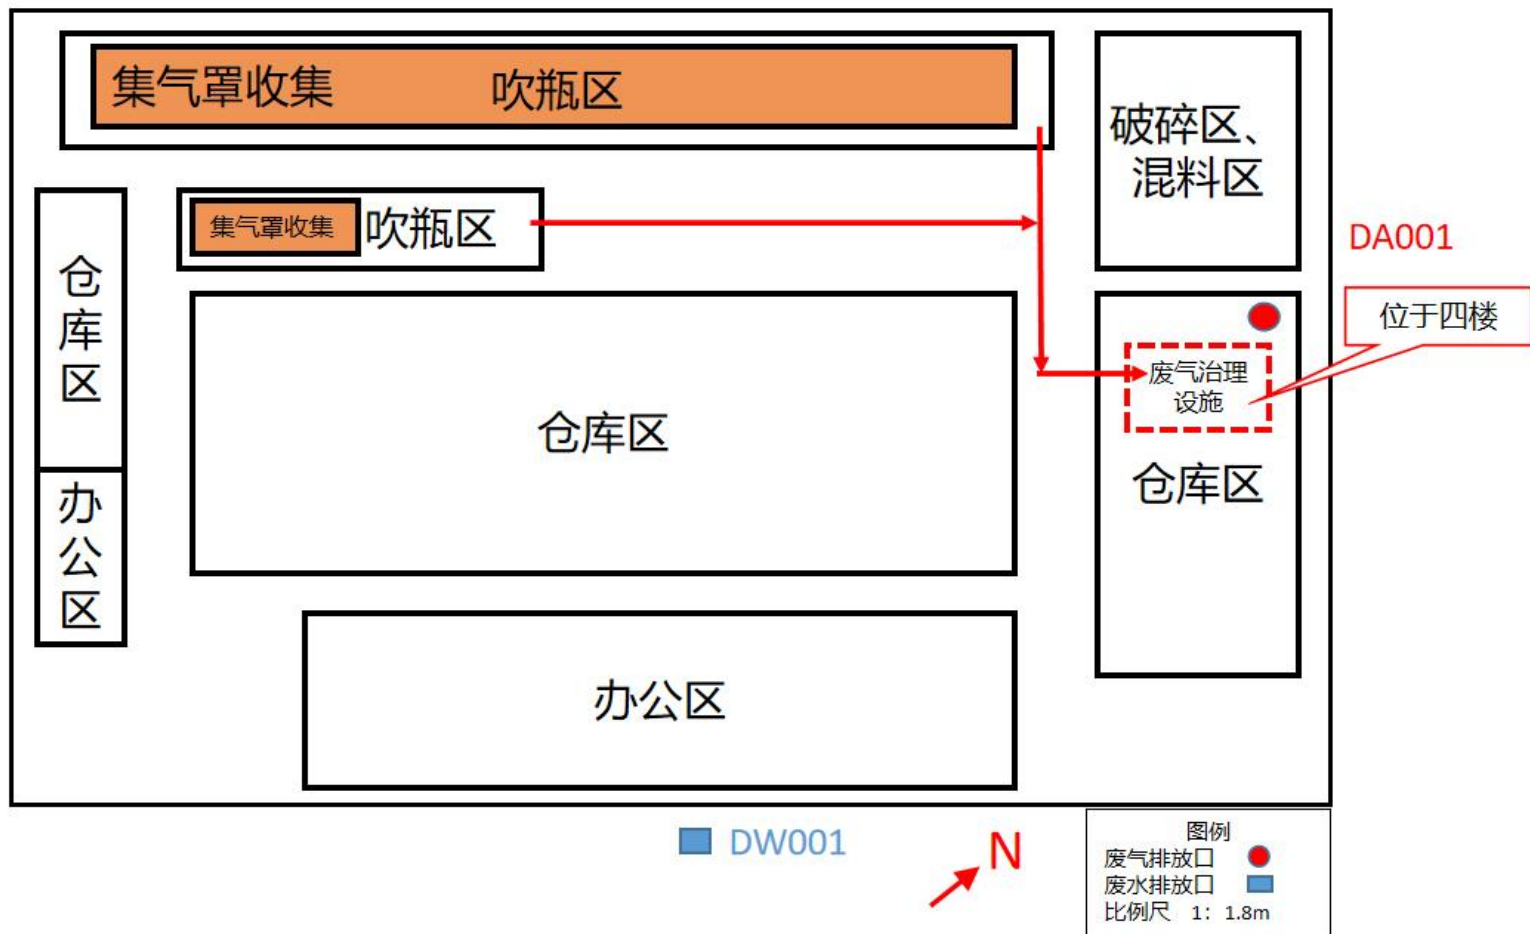 集气罩收集
吹瓶区
破碎区、
混料区
集气罩收集
吹瓶区
DA001
位于四楼
仓
库
区
废气治理
设施
仓库区
仓库区
办
公
区
办公区
DW001
N
图例
废气排放口
废水排放口
比例尺 1：1.8m